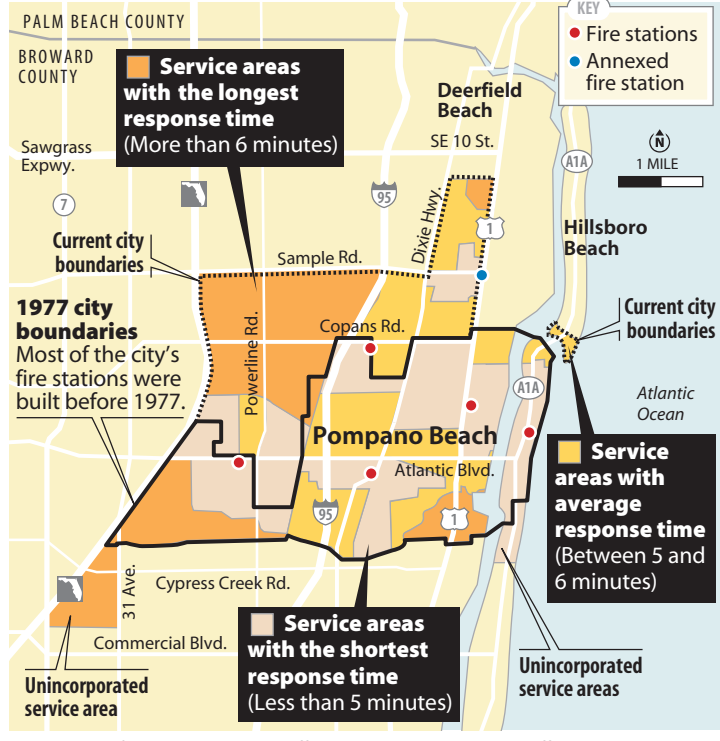 PALM BEACH COUNTY
BROWARD
COUNTY
KEY
Fire stations
Annexed
fire station
Service areas
with the longest
response time
(More than 6 minutes)
Deerfield
Beach
SE 10 St.
N
1 MILE
Sawgrass
Expwy.
7
95
A1A
Dixie Hwy.
1
Hillsboro
Beach
Current city
boundaries
Sample Rd.
1977 city
boundaries
Most of the city's
fire stations were
built before 1977.
Powerline Rd.
Copans Rd.
Current city
boundaries
A1A
Atlantic
Ocean
Pompano Beach
Atlantic Blvd.
95
1
Service
areas with
average
response time
(Between 5 and
6 minutes)
31 Ave.
Cypress Creek Rd.
Commercial Blvd.
Service areas
with the shortest
response time
(Less than 5 minutes)
Unincorporated
service area
Unincorporated
service areas